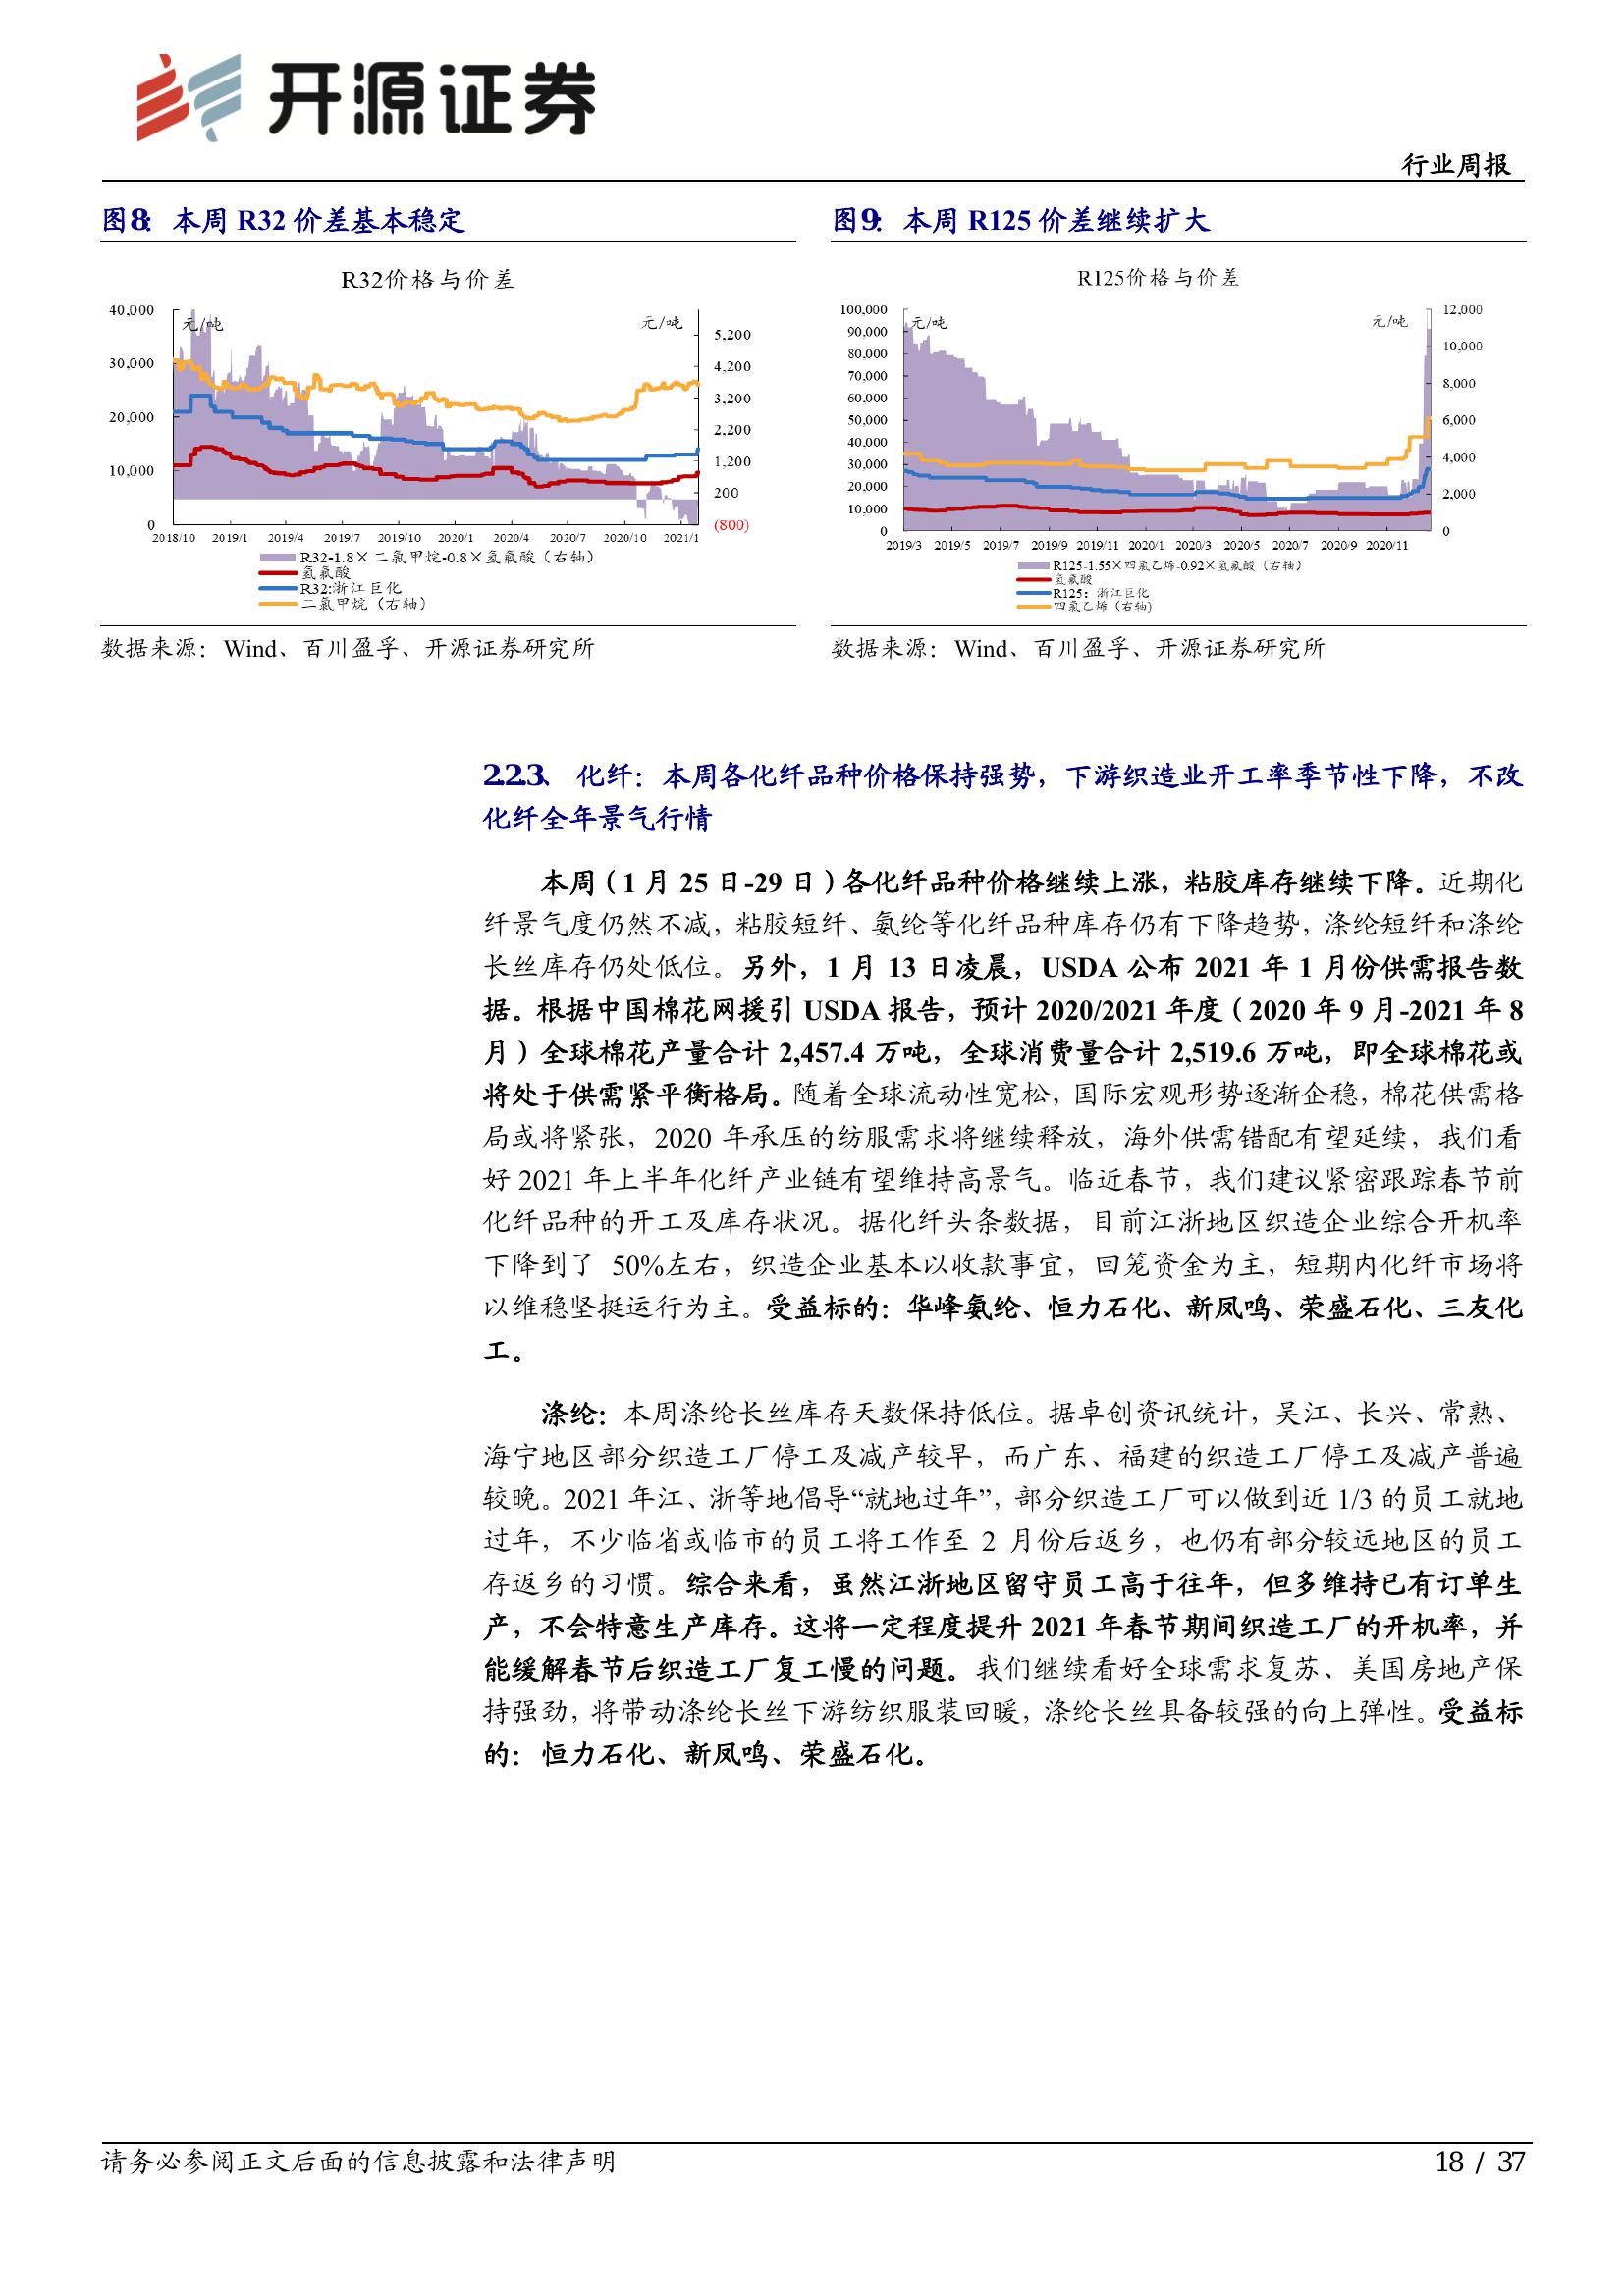 开源证券
行业周报
图8： 本周 R32 价差基本稳定
R32价格与价差
元/吨
元/吨
40,000
30,000
20,000
10,000
0
5,200
4,200
3,200
2,200
1,200
200
(800)
2018/10 2019/1 2019/4 2019/7 2019/10 2020/1 2020/4 2020/7 2020/10 2021/1
R32-1.8×二氯甲烷-0.8×氢氟酸（右轴）
氢氟酸
R32:浙江巨化
二氯甲烷（右轴）
数据来源：Wind、百川盈孚、开源证券研究所
图9： 本周 R125 价差继续扩大
R125价格与价差
元/吨
元/吨
100,000
90,000
80,000
70,000
60,000
50,000
40,000
30,000
20,000
10,000
0
12,000
10,000
8,000
6,000
4,000
2,000
0
2019/3 2019/5 2019/7 2019/9 2019/11 2020/1 2020/3 2020/5 2020/7 2020/9 2020/11
R125-1.55×四氯乙烯-0.92×氢氟酸（右轴）
氢氟酸
R125：浙江巨化
四氯乙烯（右轴）
数据来源：Wind、百川盈孚、开源证券研究所
2.2.3、 化纤：本周各化纤品种价格保持强势，下游织造业开工率季节性下降，不改
化纤全年景气行情
本周（1 月 25 日-29 日）各化纤品种价格继续上涨，粘胶库存继续下降。近期化
纤景气度仍然不减，粘胶短纤、氨纶等化纤品种库存仍有下降趋势，涤纶短纤和涤纶
长丝库存仍处低位。另外，1 月 13 日凌晨，USDA 公布 2021 年 1 月份供需报告数
据。根据中国棉花网援引 USDA 报告，预计 2020/2021 年度（2020 年 9 月-2021 年 8
月）全球棉花产量合计 2,457.4 万吨，全球消费量合计 2,519.6 万吨，即全球棉花或
将处于供需紧平衡格局。随着全球流动性宽松，国际宏观形势逐渐企稳，棉花供需格
局或将紧张，2020 年承压的纺服需求将继续释放，海外供需错配有望延续，我们看
好 2021 年上半年化纤产业链有望维持高景气。临近春节，我们建议紧密跟踪春节前
化纤品种的开工及库存状况。据化纤头条数据，目前江浙地区织造企业综合开机率
下降到了 50%左右，织造企业基本以收款事宜，回笼资金为主，短期内化纤市场将
以维稳坚挺运行为主。受益标的：华峰氨纶、恒力石化、新凤鸣、荣盛石化、三友化
工。
涤纶：本周涤纶长丝库存天数保持低位。据卓创资讯统计，吴江、长兴、常熟、
海宁地区部分织造工厂停工及减产较早，而广东、福建的织造工厂停工及减产普遍
较晚。2021 年江、浙等地倡导“就地过年”，部分织造工厂可以做到近 1/3 的员工就地
过年，不少临省或临市的员工将工作至 2 月份后返乡，也仍有部分较远地区的员工
存返乡的习惯。综合来看，虽然江浙地区留守员工高于往年，但多维持已有订单生
产，不会特意生产库存。这将一定程度提升 2021 年春节期间织造工厂的开机率，并
能缓解春节后织造工厂复工慢的问题。我们继续看好全球需求复苏、美国房地产保
持强劲，将带动涤纶长丝下游纺织服装回暖，涤纶长丝具备较强的向上弹性。受益标
的：恒力石化、新凤鸣、荣盛石化。
请务必参阅正文后面的信息披露和法律声明
18 / 37